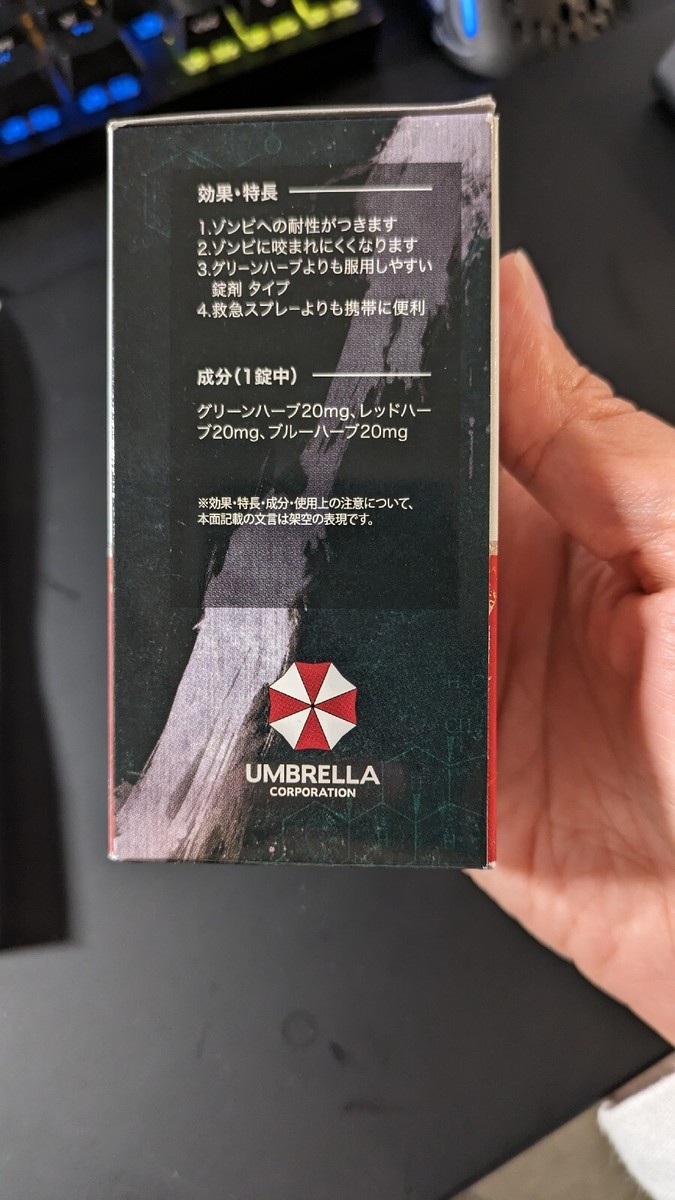 効果・特長
1.ゾンビへの耐性がつきます
2.ゾンビに咬まれにくくなります
3.グリーンハーブよりも服用しやすい
錠剤 タイプ
4.救急スプレーよりも携帯に便利
成分(1錠中)
グリーンハーブ20mg、レッドハー
ブ20mg、ブルーハーブ20mg
※効果・特長・成分・使用上の注意について、
本面記載の文言は架空の表現です。
UMBRELLA
CORPORATION